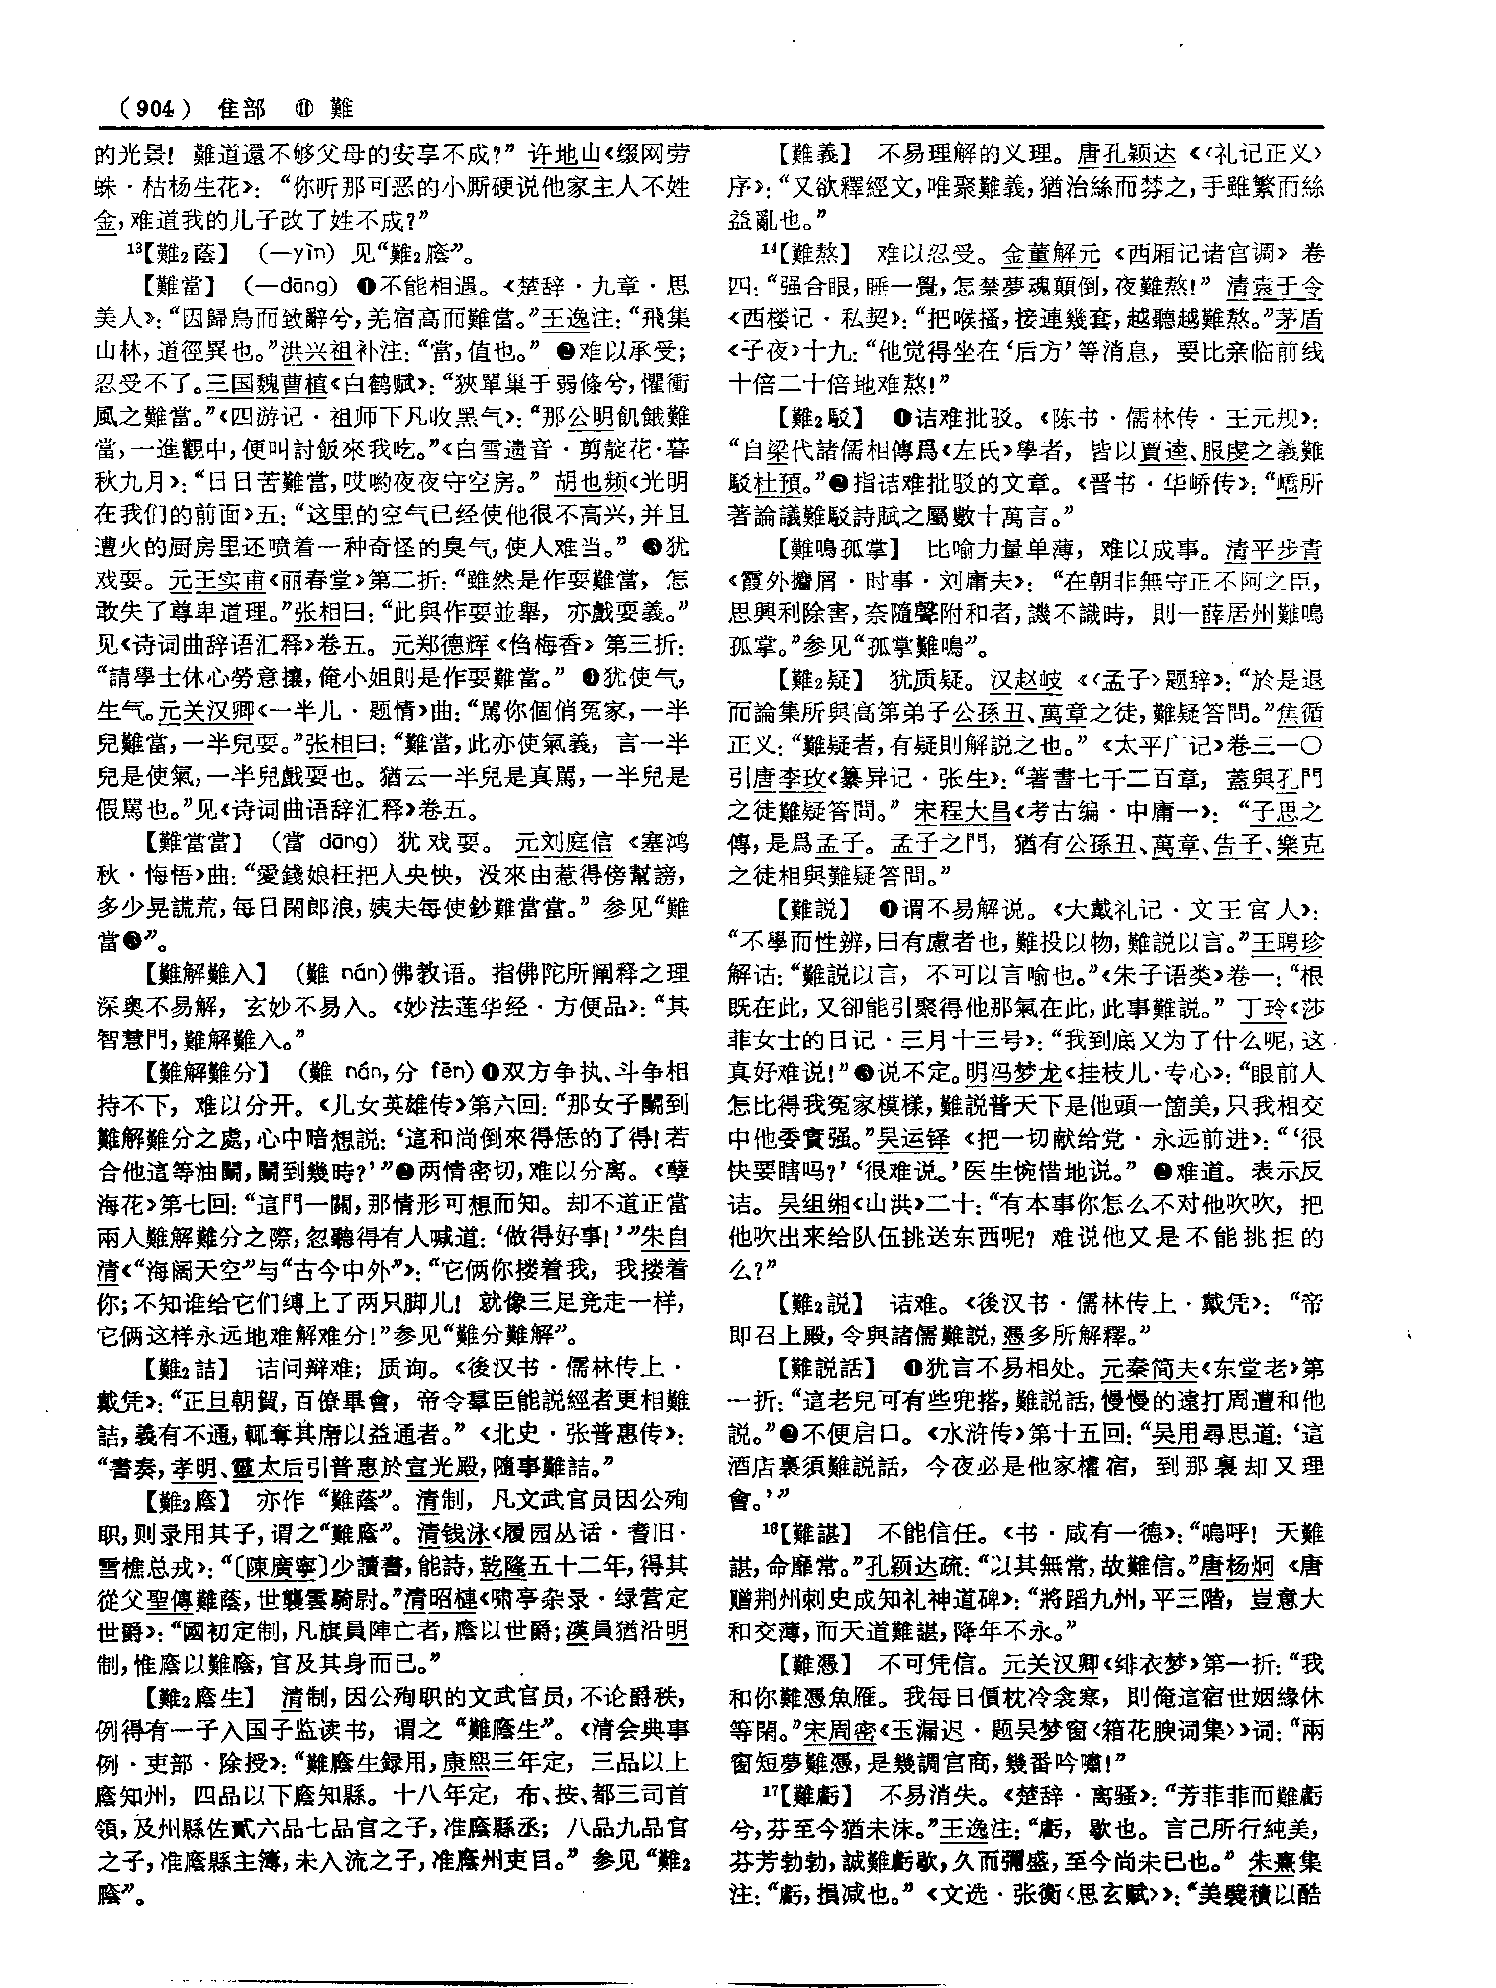 （904） 隹部 ⑪ 難
的光景！難道還不够父母的安享不成？”许地山《缀网劳
蛛·枯杨生花》：“你听那可恶的小厮硬说他家主人不姓
金，难道我的儿子改了姓不成？”
13【難2蔭】 （—yìn）见“難2廕”。
【難當】 （—dāng）❶不能相遇。《楚辞·九章·思
美人》：“因歸鳥而致辭兮，羌宿高而難當。”王逸注：“飛集
山林，道徑異也。”洪兴祖补注：“當，值也。” ❷难以承受；
忍受不了。三国魏曹植《白鹤赋》：“狹單巢于弱條兮，懼衝
風之難當。”《四游记·祖师下凡收黑气》：“那公明飢餓難
當，一進觀中，便叫討飯來我吃。”《白雪遗音·剪靛花·暮
秋九月》：“日日苦難當，哎哟夜夜守空房。” 胡也频《光明
在我们的前面》五：“这里的空气已经使他很不高兴，并且
遭火的厨房里还喷着一种奇怪的臭气，使人难当。” ❸犹
戏耍。元王实甫《丽春堂》第二折：“雖然是作耍難當，怎
敢失了尊卑道理。”张相曰：“此與作耍並舉，亦戲耍義。”
见《诗词曲语辞汇释》卷五。元郑德辉《㑇梅香》第三折：
“請學士休心勞意攘，俺小姐則是作耍難當。” ❹犹使气，
生气。元关汉卿《一半儿·题情》曲：“駡你個俏冤家，一半
兒難當，一半兒耍。”张相曰：“難當，此亦使氣義，言一半
兒是使氣，一半兒戲耍也。猶云一半兒是真駡，一半兒是
假駡也。”见《诗词曲语辞汇释》卷五。
【難當當】 （當 dāng）犹戏耍。元刘庭信《塞鸿
秋·悔悟》曲：“愛錢娘枉把人央怏，没來由惹得傍幫謗，
多少晃謊荒，每日閑郎浪，姨夫每使鈔難當當。” 参见“難
當❸”。
【難解難入】 （難 nán）佛教语。指佛陀所阐释之理
深奥不易解，玄妙不易入。《妙法莲华经·方便品》：“其
智慧門，難解難入。”
【難解難分】 （難 nán，分 fēn）❶双方争执、斗争相
持不下，难以分开。《儿女英雄传》第六回：“那女子鬬到
難解難分之處，心中暗想説：‘這和尚倒來得恁的了得！若
合他這等油鬬，鬬到幾時？’”❷两情密切，难以分离。《孽
海花》第七回：“這門一關，那情形可想而知。却不道正當
兩人難解難分之際，忽聽得有人喊道：‘做得好事！’”朱自
清《“海阔天空”与“古今中外”》：“它俩你搂着我，我搂着
你；不知谁给它们缚上了两只脚儿！就像三足竞走一样，
它俩这样永远地难解难分！”参见“難分難解”。
【難2詰】 诘问辩难；质询。《後汉书·儒林传上·
戴凭》：“正旦朝賀，百僚畢會，帝令羣臣能説經者更相難
詰，義有不通，輒奪其席以益通者。”《北史·张普惠传》：
“書奏，孝明、靈太后引普惠於宣光殿，隨事難詰。”
【難2廕】 亦作“難蔭”。清制，凡文武官员因公殉
职，则录用其子，谓之“難廕”。清钱泳《履园丛话·耆旧·
雪樵总戎》：“〔陳廣寧〕少讀書，能詩，乾隆五十二年，得其
從父聖傳難蔭，世襲雲騎尉。”清昭梿《啸亭杂录·绿营定
世爵》：“國初定制，凡旗員陣亡者，廕以世爵；漢員猶沿明
制，惟廕以難廕，官及其身而已。”
【難2廕生】 清制，因公殉职的文武官员，不论爵秩，
例得有一子入国子监读书，谓之“難廕生”。《清会典事
例·吏部·除授》：“難廕生録用，康熙三年定，三品以上
廕知州，四品以下廕知縣。十八年定，布、按、都三司首
領，及州縣佐貳六品七品官之子，准廕縣丞；八品九品官
之子，准廕縣主簿，未入流之子，准廕州吏目。” 参见“難2
廕”。
【難義】 不易理解的义理。唐孔颖达《〈礼记正义〉
序》：“又欲釋經文，唯聚難義，猶治絲而棼之，手雖繁而絲
益亂也。”
14【難熬】 难以忍受。金董解元《西厢记诸宫调》卷
四：“强合眼，睡一覺，怎禁夢魂顛倒，夜難熬！” 清袁于令
《西楼记·私契》：“把喉搔，接連幾套，越聽越難熬。”茅盾
《子夜》十九：“他觉得坐在‘后方’等消息，要比亲临前线
十倍二十倍地难熬！”
【難2駁】 ❶诘难批驳。《陈书·儒林传·王元规》：
“自梁代諸儒相傳爲《左氏》學者，皆以賈逵、服虔之義難
駁杜預。”❷指诘难批驳的文章。《晋书·华峤传》：“嶠所
著論議難駁詩賦之屬數十萬言。”
【難鳴孤掌】 比喻力量单薄，难以成事。清平步青
《霞外攟屑·时事·刘庸夫》：“在朝非無守正不阿之臣，
思興利除害，奈隨聲附和者，譏不識時，則一薛居州難鳴
孤掌。”参见“孤掌難鳴”。
【難2疑】 犹质疑。汉赵岐《〈孟子〉题辞》：“於是退
而論集所與高第弟子公孫丑、萬章之徒，難疑答問。”焦循
正义：“難疑者，有疑則解説之也。”《太平广记》卷三一〇
引唐李玫《纂异记·张生》：“著書七千二百章，蓋與孔門
之徒難疑答問。” 宋程大昌《考古编·中庸一》：“子思之
傳，是爲孟子。孟子之門，猶有公孫丑、萬章、告子、樂克
之徒相與難疑答問。”
【難説】 ❶谓不易解说。《大戴礼记·文王官人》：
“不學而性辨，曰有慮者也，難投以物，難説以言。”王聘珍
解诂：“難説以言，不可以言喻也。”《朱子语类》卷一：“根
既在此，又卻能引聚得他那氣在此，此事難説。” 丁玲《莎
菲女士的日记·三月十三号》：“我到底又为了什么呢，这
真好难说！”❸说不定。明冯梦龙《挂枝儿·专心》：“眼前人
怎比得我冤家模樣，難説普天下是他頭一箇美，只我相交
中他委實强。”吴运铎《把一切献给党·永远前进》：“‘很
快要瞎吗？’‘很难说。’医生惋惜地说。” ❷难道。表示反
诘。吴组缃《山洪》二十：“有本事你怎么不对他吹吹，把
他吹出来给队伍挑送东西呢？难说他又是不能挑担的
么？”
【難2説】 诘难。《後汉书·儒林传上·戴凭》：“帝
即召上殿，令與諸儒難説，憑多所解釋。”
【難説話】 ❶犹言不易相处。元秦简夫《东堂老》第
一折：“這老兒可有些兜搭，難説話，慢慢的遠打周遭和他
説。”❷不便启口。《水浒传》第十五回：“吴用尋思道：‘這
酒店裏須難説話，今夜必是他家權宿，到那裏却又理
會。’”
16【難諶】 不能信任。《书·咸有一德》：“嗚呼！天難
諶，命靡常。”孔颖达疏：“以其無常，故難信。”唐杨炯《唐
赠荆州刺史成知礼神道碑》：“將蹈九州，平三階，豈意大
和交薄，而天道難諶，降年不永。”
【難憑】 不可凭信。元关汉卿《绯衣梦》第一折：“我
和你難憑魚雁。我每日價枕冷衾寒，則俺這宿世姻緣休
等閑。”宋周密《玉漏迟·题吴梦窗〈箱花腴词集〉》词：“兩
窗短夢難憑，是幾調宫商，幾番吟嘯！”
17【難虧】 不易消失。《楚辞·离骚》：“芳菲菲而難虧
兮，芬至今猶未沬。”王逸注：“虧，歇也。言己所行純美，
芬芳勃勃，誠難虧歇，久而彌盛，至今尚未已也。” 朱熹集
注：“虧，損减也。”《文选·张衡〈思玄赋〉》：“美襞積以酷